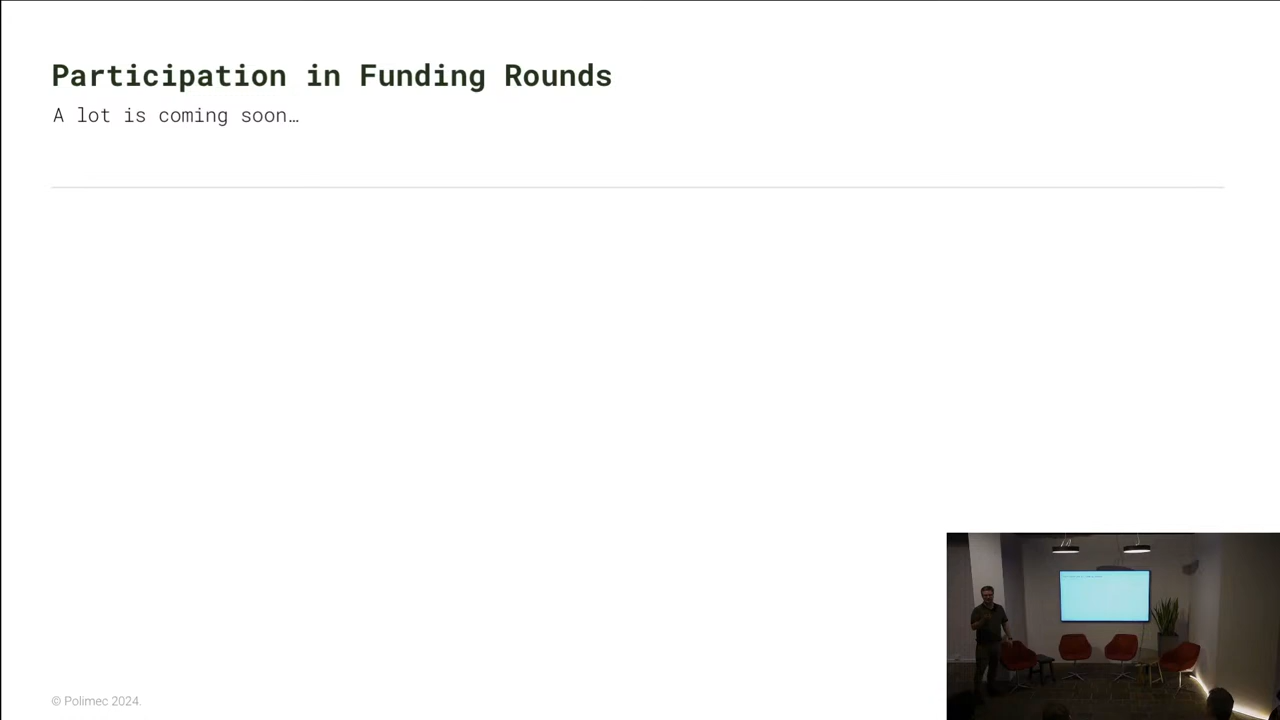 Participation in Funding Rounds
A lot is coming soon…
© Polimec 2024.